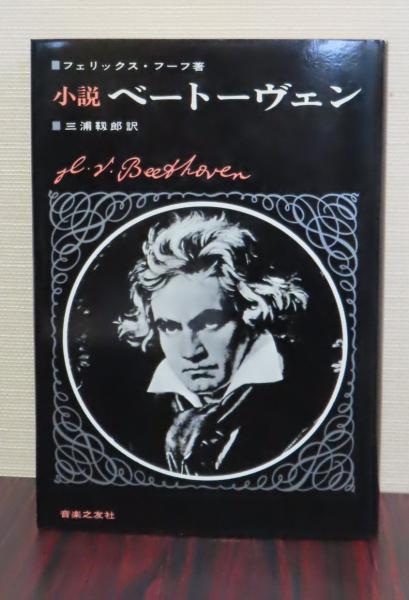 ■フェリックス・フーフ著
小説 ベートーヴェン
■三浦靱郎訳
L. v. Beethoven
音楽之友社